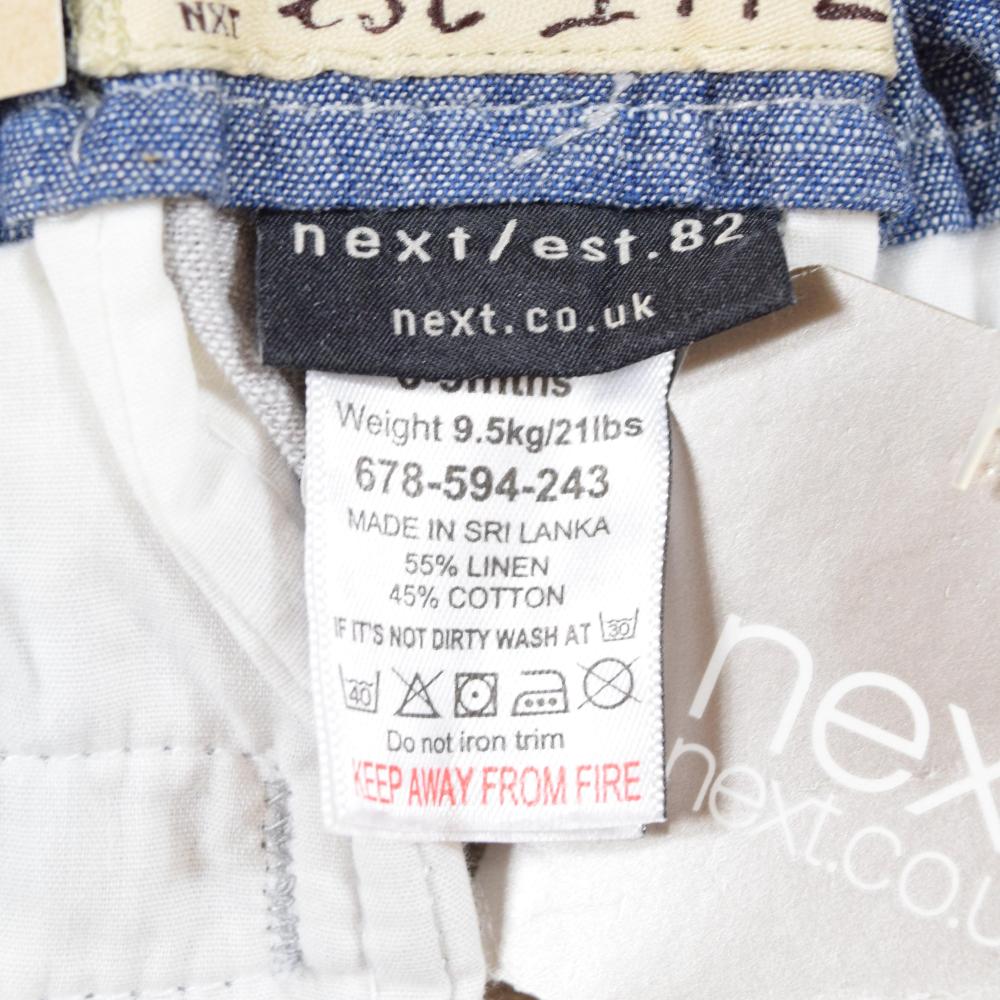 NXT
next/est.82
next.co.uk
Weight 9.5kg/21lbs
678-594-243
MADE IN SRI LANKA
55% LINEN
45% COTTON
IF IT'S NOT DIRTY WASH AT 30
40
Do not iron trim
KEEP AWAY FROM FIRE
nex
next.co.u